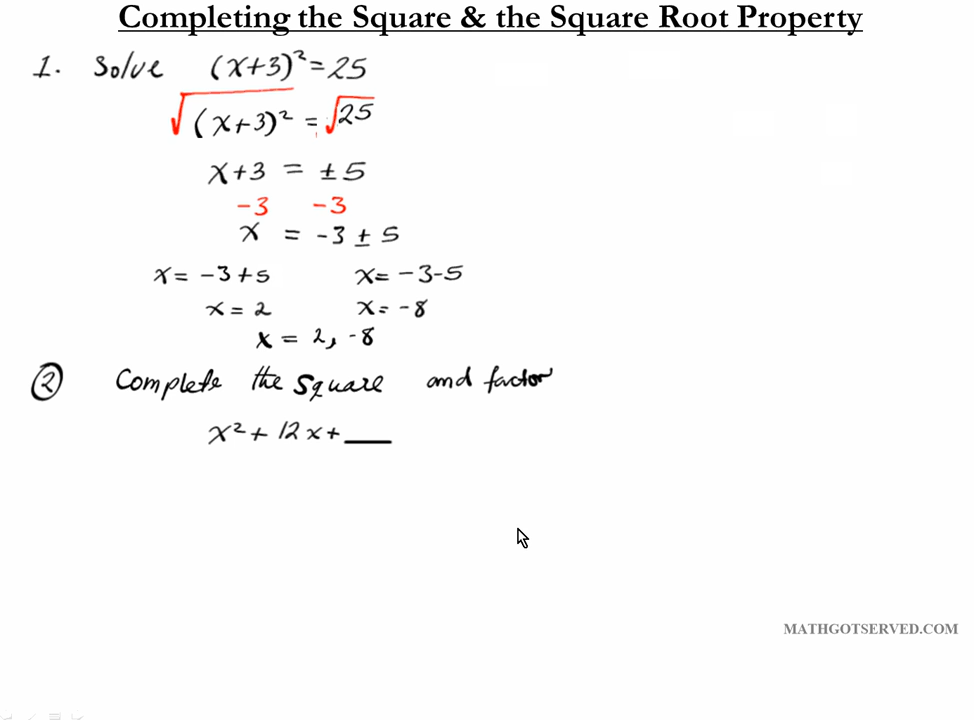 Completing the Square & the Square Root Property
1. Solve (x+3)² = 25
√(x+3)² = √25
x+3 = ±5
-3 -3
x = -3 ± 5
x = -3+5 x = -3-5
x = 2 x = -8
x = 2, -8
② Complete the square and factor
x² + 12x + ___
MATHGOTSERVED.COM